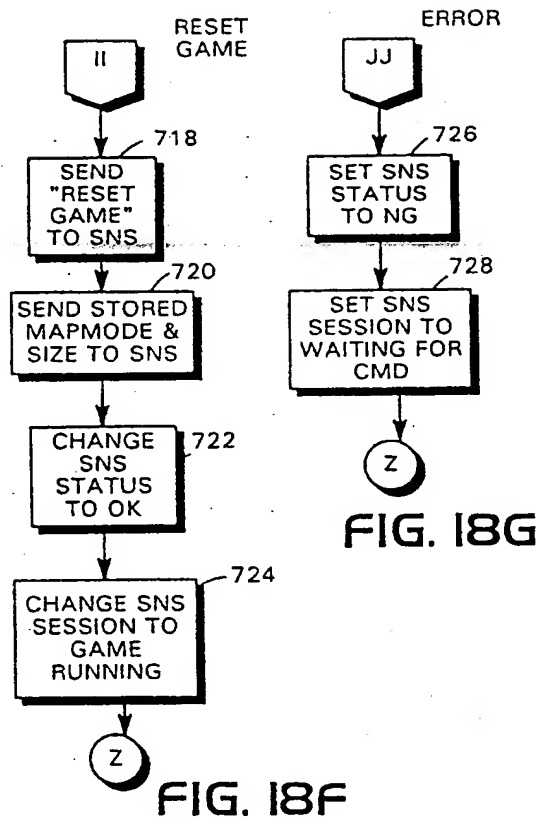 RESET
GAME
II
718
SEND
"RESET
GAME"
TO SNS
720
SEND STORED
MAPMODE &
SIZE TO SNS
722
CHANGE
SNS
STATUS
TO OK
724
CHANGE SNS
SESSION TO
GAME
RUNNING
Z
FIG. 18F
ERROR
JJ
726
SET SNS
STATUS
TO NG
728
SET SNS
SESSION TO
WAITING FOR
CMD
Z
FIG. 18G